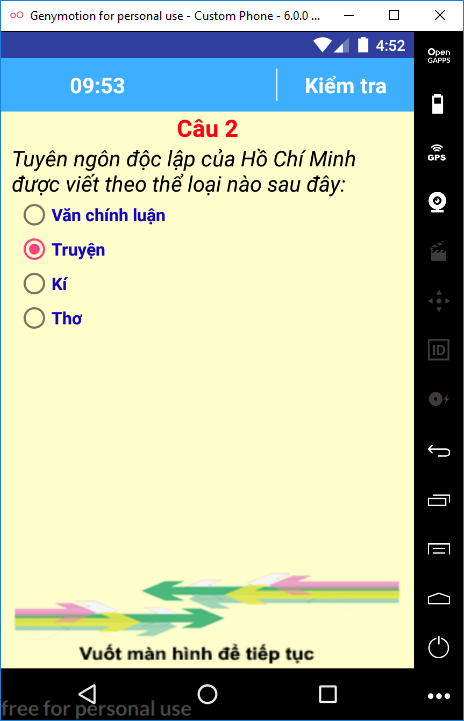 Genymotion for personal use - Custom Phone - 6.0.0 ...
4:52
Open
GAPPS
09:53
Kiểm tra
Câu 2
Tuyên ngôn độc lập của Hồ Chí Minh
được viết theo thể loại nào sau đây:
GPS
Văn chính luận
Truyện
Kí
Thơ
ID
Vuốt màn hình để tiếp tục
free for personal use